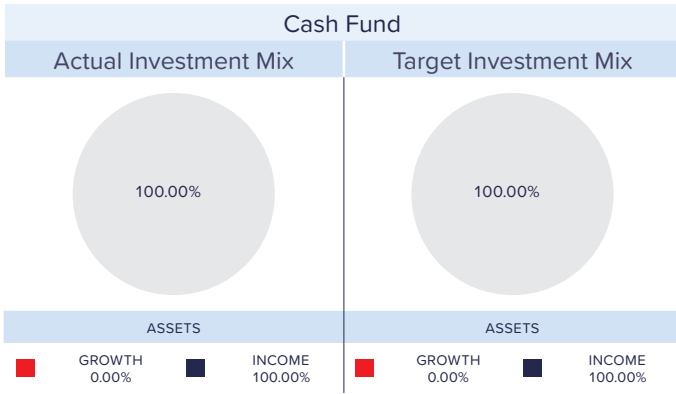 Cash Fund
Actual Investment Mix
Target Investment Mix
100.00%
100.00%
ASSETS
ASSETS
GROWTH
0.00%
INCOME
100.00%
GROWTH
0.00%
INCOME
100.00%